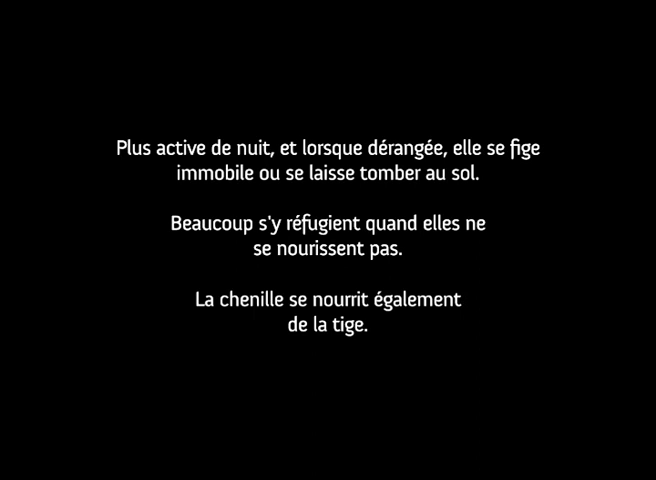 Plus active de nuit, et lorsque dérangée, elle se fige
immobile ou se laisse tomber au sol.
Beaucoup s'y réfugient quand elles ne
se nourissent pas.
La chenille se nourrit également
de la tige.